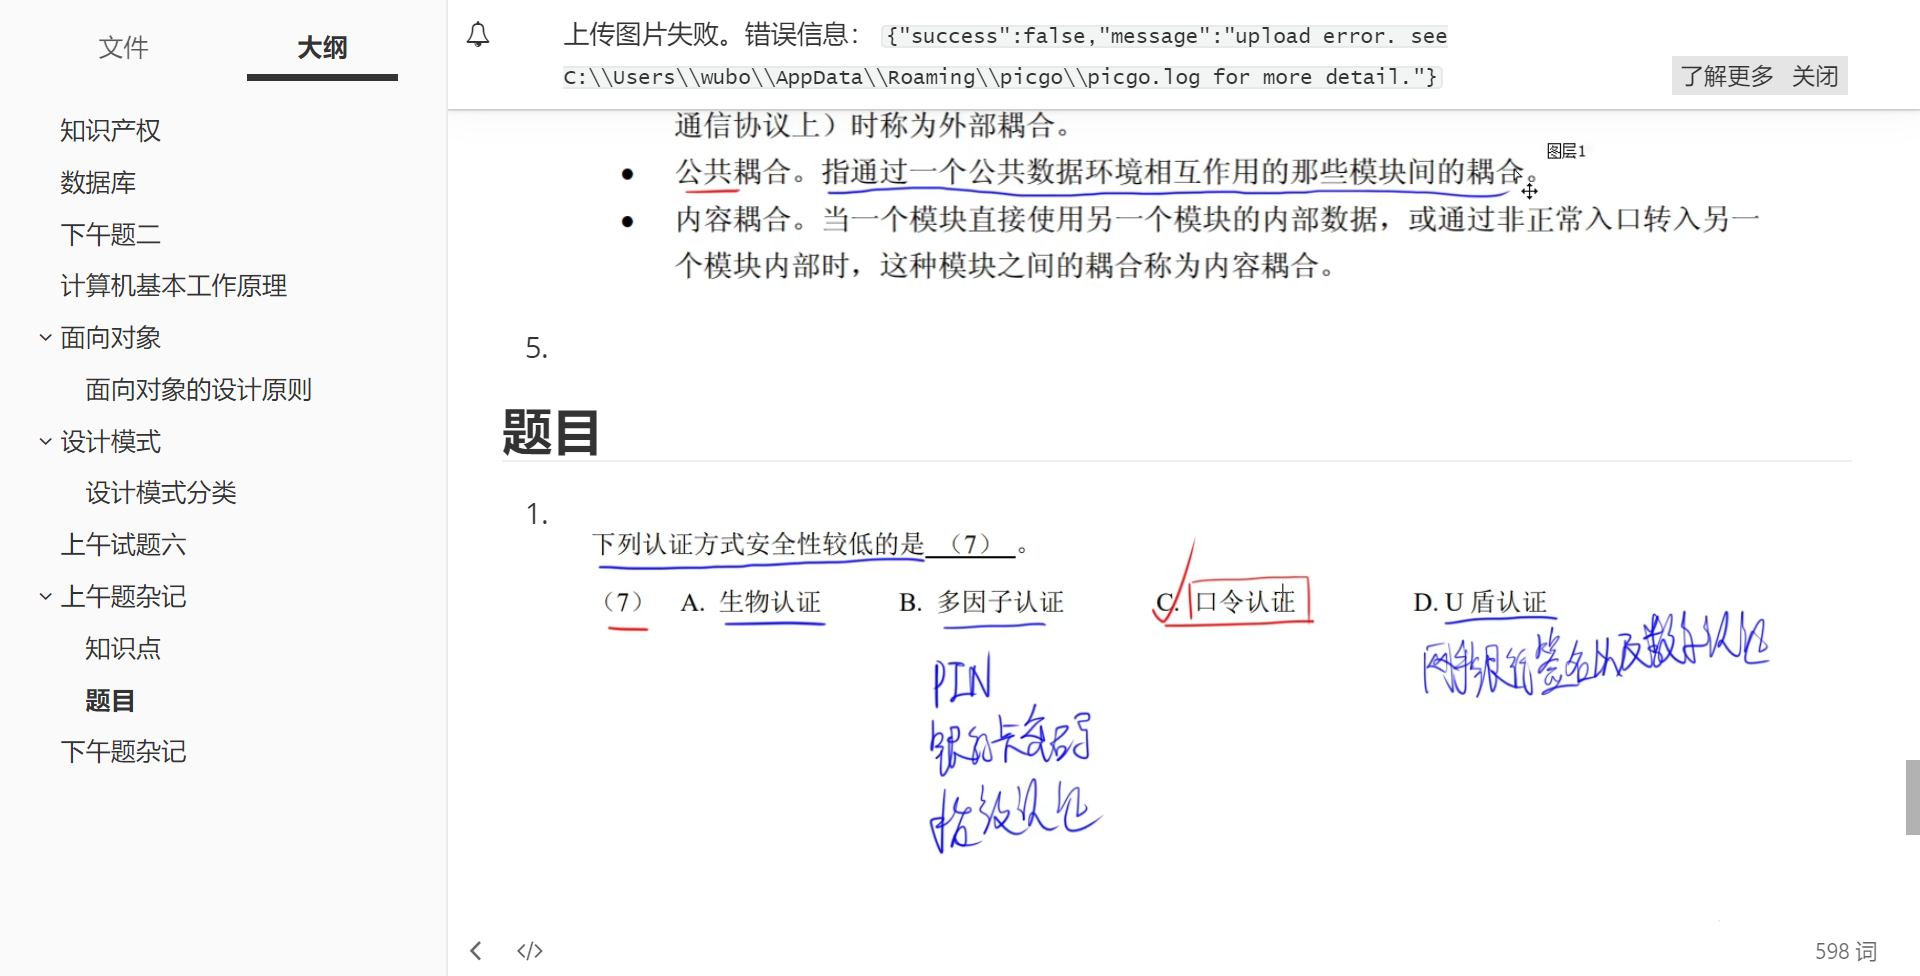 文件
大纲
知识产权
数据库
下午题二
计算机基本工作原理
面向对象
面向对象的设计原则
设计模式
设计模式分类
上午试题六
上午题杂记
知识点
题目
下午题杂记
上传图片失败。错误信息： {"success":false,"message":"upload error. see
C:\\Users\\wubo\\AppData\\Roaming\\picgo\\picgo.log for more detail."}
了解更多 关闭
通信协议上）时称为外部耦合。
图层1
● 公共耦合。指通过一个公共数据环境相互作用的那些模块间的耦合。
● 内容耦合。当一个模块直接使用另一个模块的内部数据，或通过非正常入口转入另一
个模块内部时，这种模块之间的耦合称为内容耦合。
5.
题目
1.
下列认证方式安全性较低的是 （7） 。
（7） A. 生物认证 B. 多因子认证 C. 口令认证 D. U 盾认证
网我银行签名以及数字认证
PIN
银行卡密码
指纹认证
</> 598 词